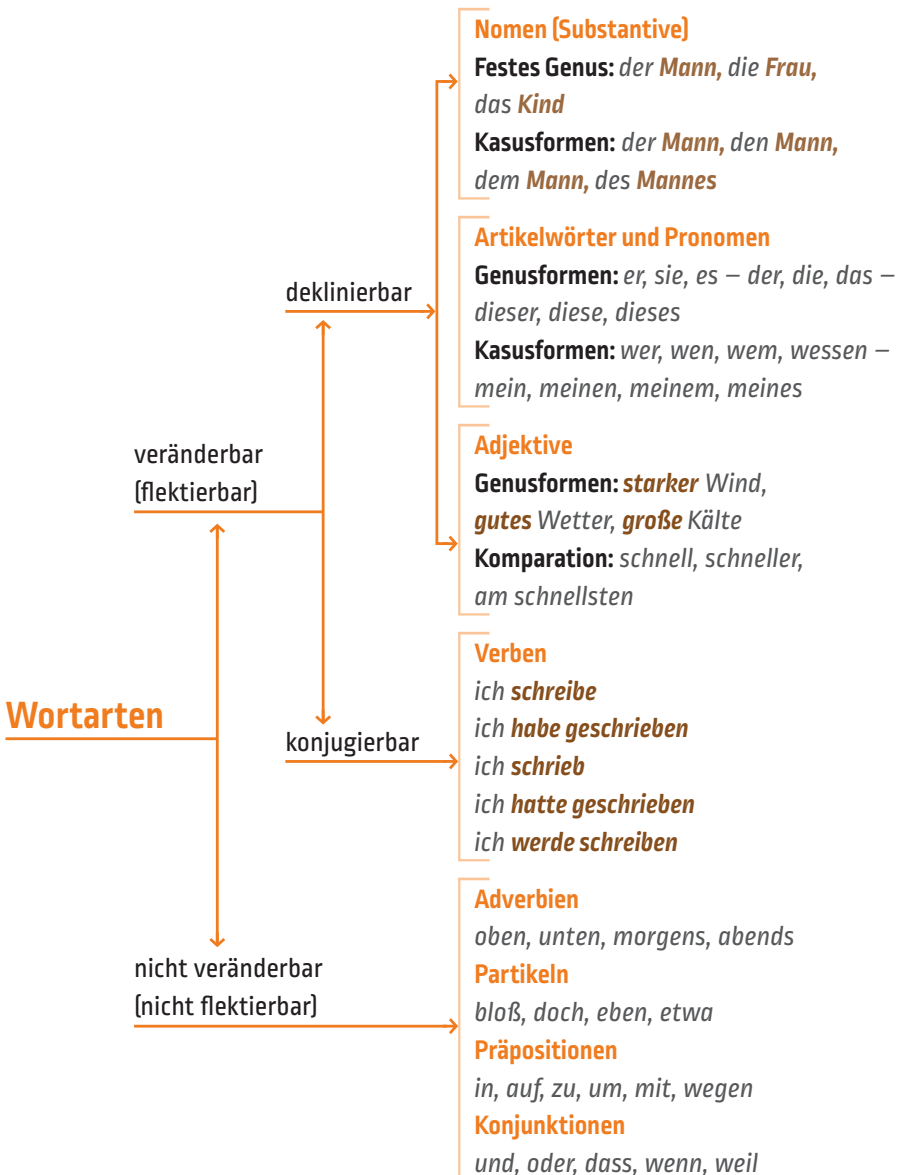 Wortarten
veränderbar
(flektierbar)
deklinierbar
Nomen (Substantive)
Festes Genus: der Mann, die Frau,
das Kind
Kasusformen: der Mann, den Mann,
dem Mann, des Mannes
Artikelwörter und Pronomen
Genusformen: er, sie, es – der, die, das –
dieser, diese, dieses
Kasusformen: wer, wen, wem, wessen –
mein, meinen, meinem, meines
Adjektive
Genusformen: starker Wind,
gutes Wetter, große Kälte
Komparation: schnell, schneller,
am schnellsten
konjugierbar
Verben
ich schreibe
ich habe geschrieben
ich schrieb
ich hatte geschrieben
ich werde schreiben
nicht veränderbar
(nicht flektierbar)
Adverbien
oben, unten, morgens, abends
Partikeln
bloß, doch, eben, etwa
Präpositionen
in, auf, zu, um, mit, wegen
Konjunktionen
und, oder, dass, wenn, weil